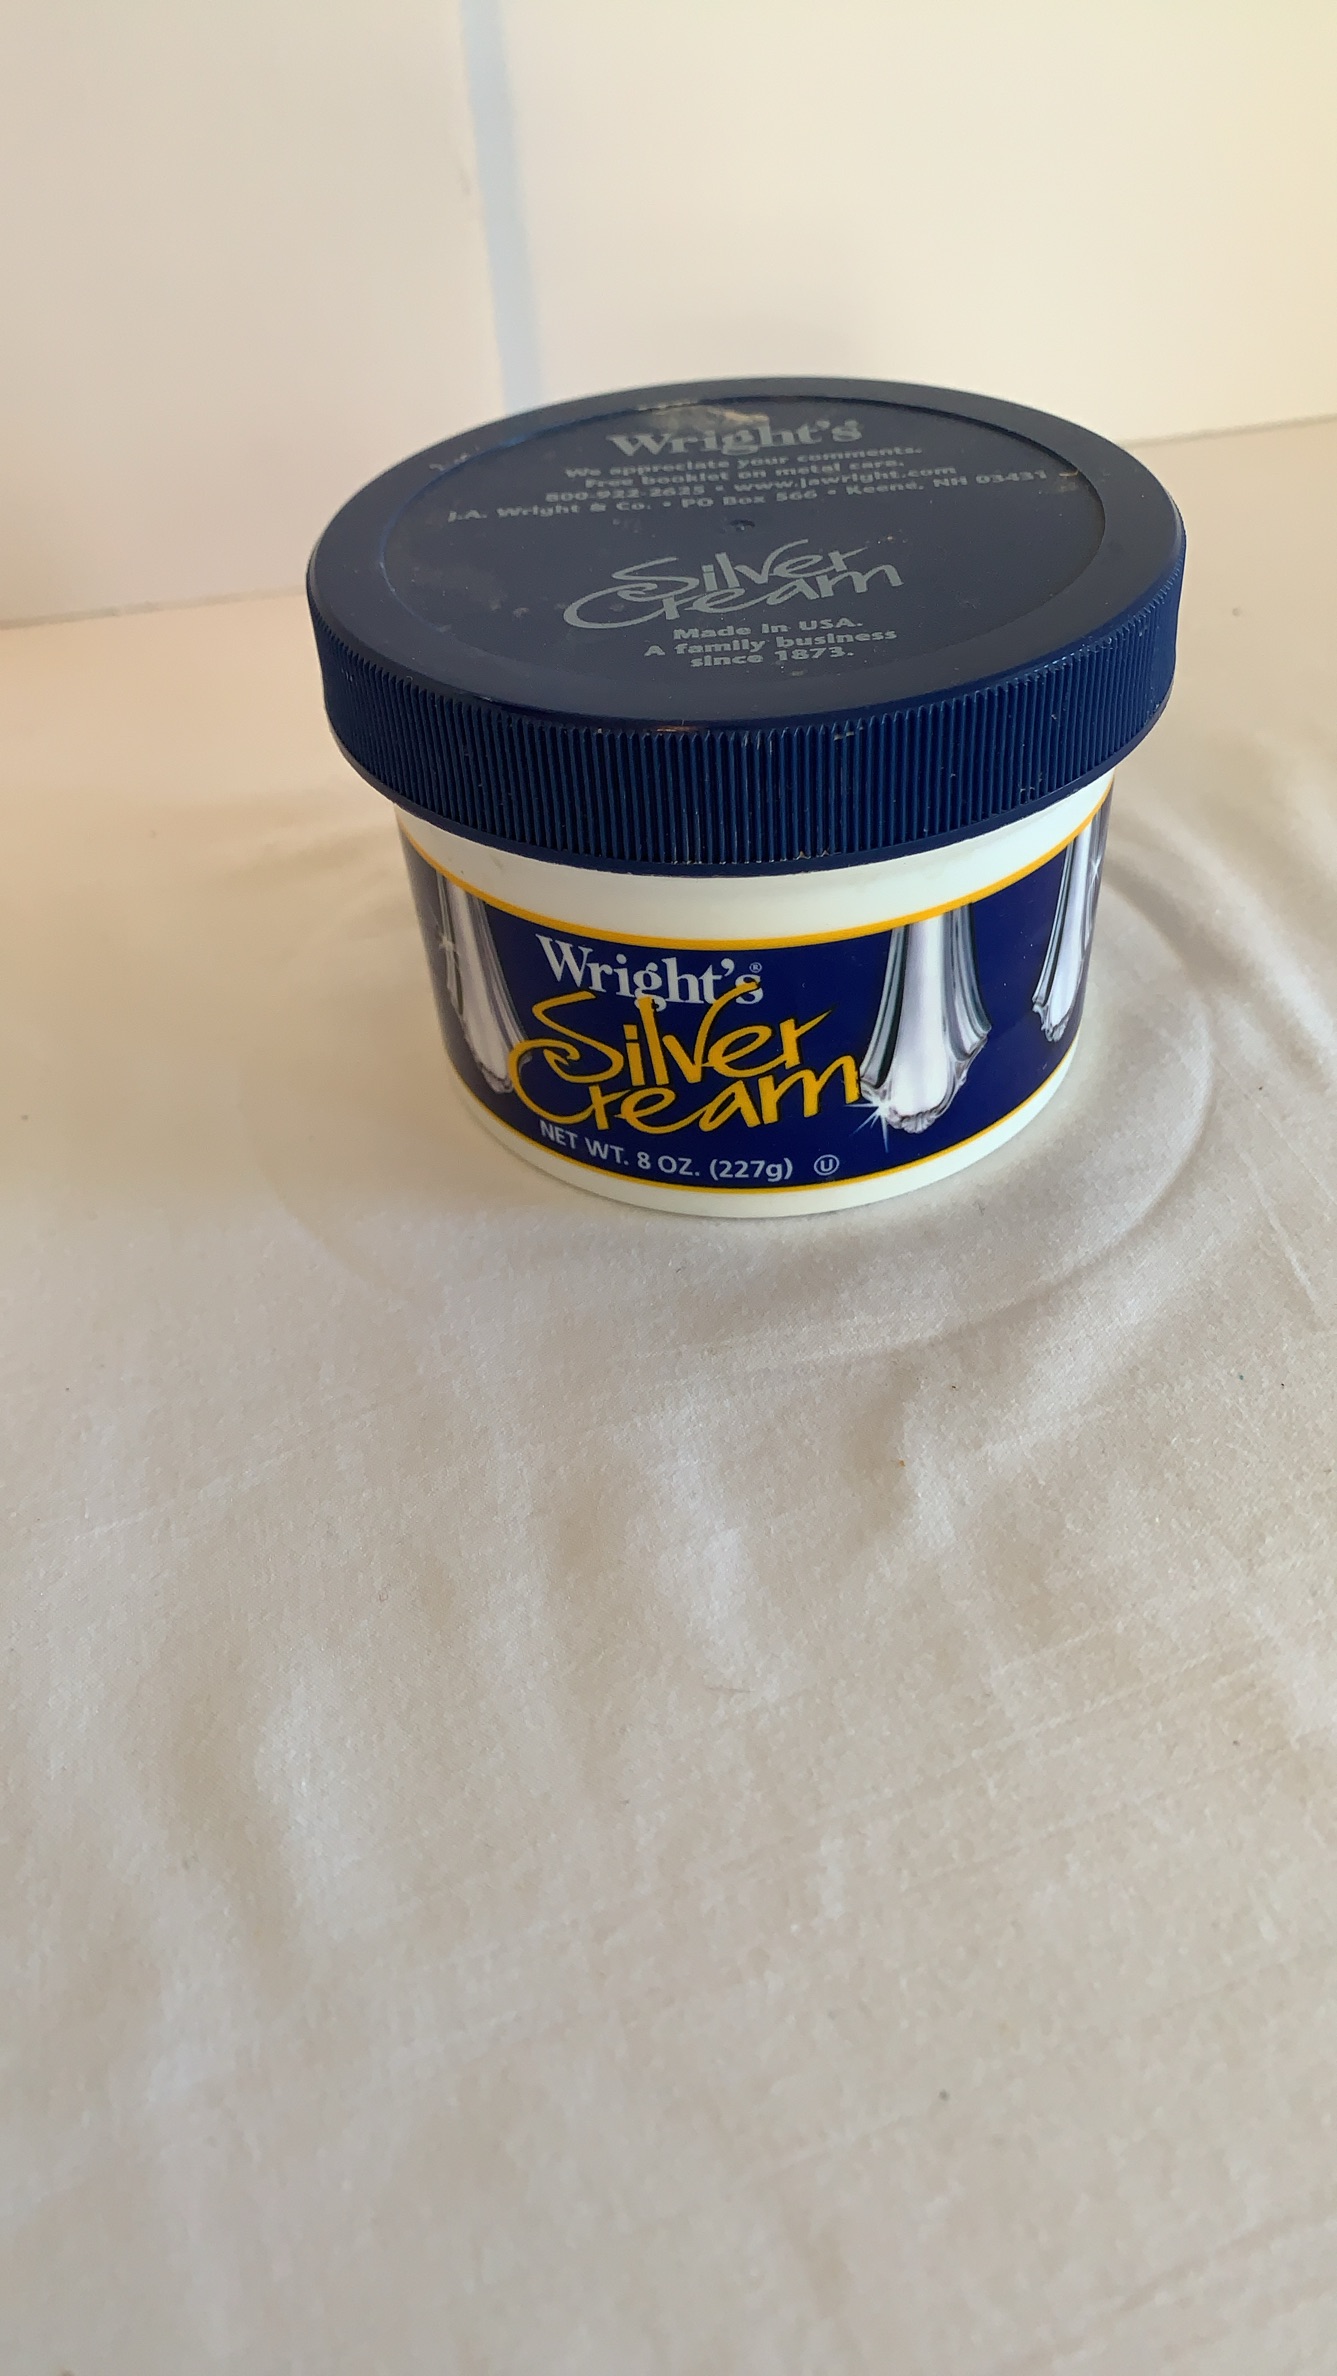 Wright's
We appreciate your comments.
Free booklet on metal care.
800-922-2625 • www.jawright.com
J.A. Wright & Co. • PO Box 566 • Keene, NH 03431
Silver
Cream
Made in USA.
A family business
since 1873.
Wright's®
Silver
Cream
NET WT. 8 OZ. (227g) Ⓤ